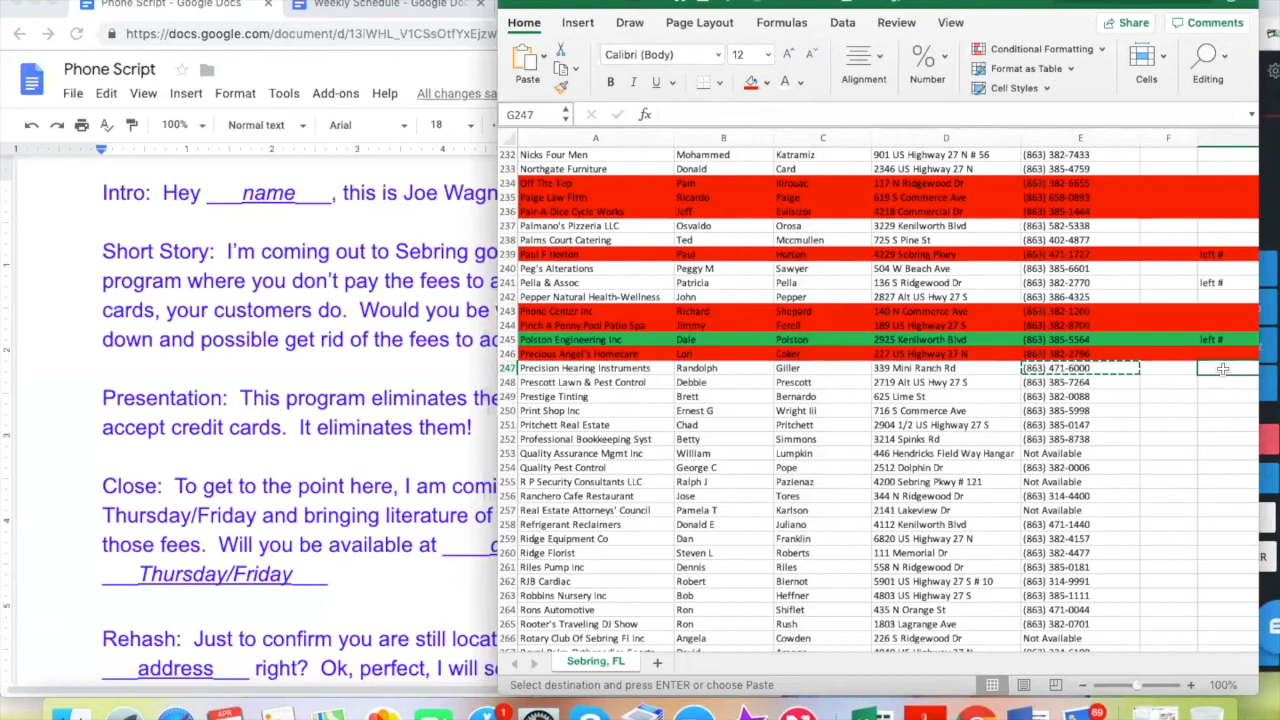 Phone Script - Google Docs
Weekly Schedule - Google Docs
https://docs.google.com/document/d/13iWHL_V1CSsOtfYxEjzw
Phone Script
File Edit View Insert Format Tools Add-ons Help All changes sa
100% Normal text Arial 18
1 1 2 3 4
Intro: Hey ____name____, this is Joe Wagn
Short Story: I'm coming out to Sebring go
program where you don't pay the fees to a
cards, your customers do. Would you be
down and possible get rid of the fees to ac
Presentation: This program eliminates the
accept credit cards. It eliminates them!
Close: To get to the point here, I am comi
Thursday/Friday and bringing literature of
those fees. Will you be available at ____
____Thursday/Friday____
Rehash: Just to confirm you are still locat
____address____ right? Ok, perfect, I will s
Home Insert Draw Page Layout Formulas Data Review View Share Comments
Paste Calibri (Body) 12 Alignment Number Conditional Formatting Format as Table Cell Styles Cells Editing
B I U A
G247 fx
A B C D E F
232 Nicks Four Men Mohammed Katramiz 901 US Highway 27 N # 56 (863) 382-7433
233 Northgate Furniture Donald Card 2346 US Highway 27 N (863) 385-4759
234 Off The Top Pam Kirouac 117 N Ridgewood Dr (863) 382-6655
235 Paige Law Firm Ricardo Paige 619 S Commerce Ave (863) 658-0893
236 Pair-A-Dice Cycle Works Jeff Evilsizor 4218 Commercial Dr (863) 385-1444
237 Palmano's Pizzeria LLC Osvaldo Orosa 3229 Kenilworth Blvd (863) 582-5338
238 Palms Court Catering Ted Mccmullen 725 S Pine St (863) 402-4877
239 Paul F Horton Paul Horton 4229 Sebring Pkwy (863) 471-1727 left #
240 Peg's Alterations Peggy M Sawyer 504 W Beach Ave (863) 385-6601
241 Pella & Assoc Patricia Pella 136 S Ridgewood Dr (863) 382-2770 left #
242 Pepper Natural Health-Wellness John Pepper 2827 Alt US Hwy 27 S (863) 386-4325
243 Phone Center Inc Richard Shepard 140 N Commerce Ave (863) 382-1200
244 Pinch A Penny Pool Patio Spa Jimmy Ferell 189 US Highway 27 S (863) 382-8700
245 Polston Engineering Inc Dale Polston 2925 Kenilworth Blvd (863) 385-5564 left #
246 Precious Angel's Homecare Lori Coker 227 US Highway 27 N (863) 382-2796
247 Precision Hearing Instruments Randolph Giller 339 Mini Ranch Rd (863) 471-6000
248 Prescott Lawn & Pest Control Debbie Prescott 2719 Alt US Hwy 27 S (863) 385-7264
249 Prestige Tinting Brett Bernardo 625 Lime St (863) 382-0088
250 Print Shop Inc Ernest G Wright Iii 716 S Commerce Ave (863) 385-5998
251 Pritchett Real Estate Chad Pritchett 2904 1/2 US Highway 27 S (863) 385-0147
252 Professional Bookkeeping Syst Betty Simmons 3214 Spinks Rd (863) 385-8738
253 Quality Assurance Mgmt Inc William Lumpkin 446 Hendricks Field Way Hangar Not Available
254 Quality Pest Control George C Pope 2512 Dolphin Dr (863) 382-0006
255 R P Security Consultants LLC Ralph J Pazienaz 4200 Sebring Pkwy # 121 Not Available
256 Ranchero Cafe Restaurant Jose Tores 344 N Ridgewood Dr (863) 314-4400
257 Real Estate Attorneys' Council Pamela T Karlson 2141 Lakeview Dr Not Available
258 Refrigerant Reclaimers Donald E Juliano 4112 Kenilworth Blvd (863) 471-1440
259 Ridge Equipment Co Dan Franklin 6820 US Highway 27 N (863) 382-4157
260 Ridge Florist Steven L Roberts 111 Memorial Dr (863) 382-4477
261 Riles Pump Inc Dennis Riles 558 N Ridgewood Dr (863) 385-0181
262 RJB Cardiac Robert Biernot 5901 US Highway 27 S # 10 (863) 314-9991
263 Robbins Nursery Inc Bob Heffner 4803 US Highway 27 S (863) 385-1111
264 Rons Automotive Ron Shiflet 435 N Orange St (863) 471-0044
265 Rooter's Traveling DJ Show Ron Rush 1803 Lagrange Ave (863) 382-0701
266 Rotary Club Of Sebring Fl Inc Angela Cowden 226 S Ridgewood Dr Not Available
Sebring, FL
Select destination and press ENTER or choose Paste 100%
APR 1 69